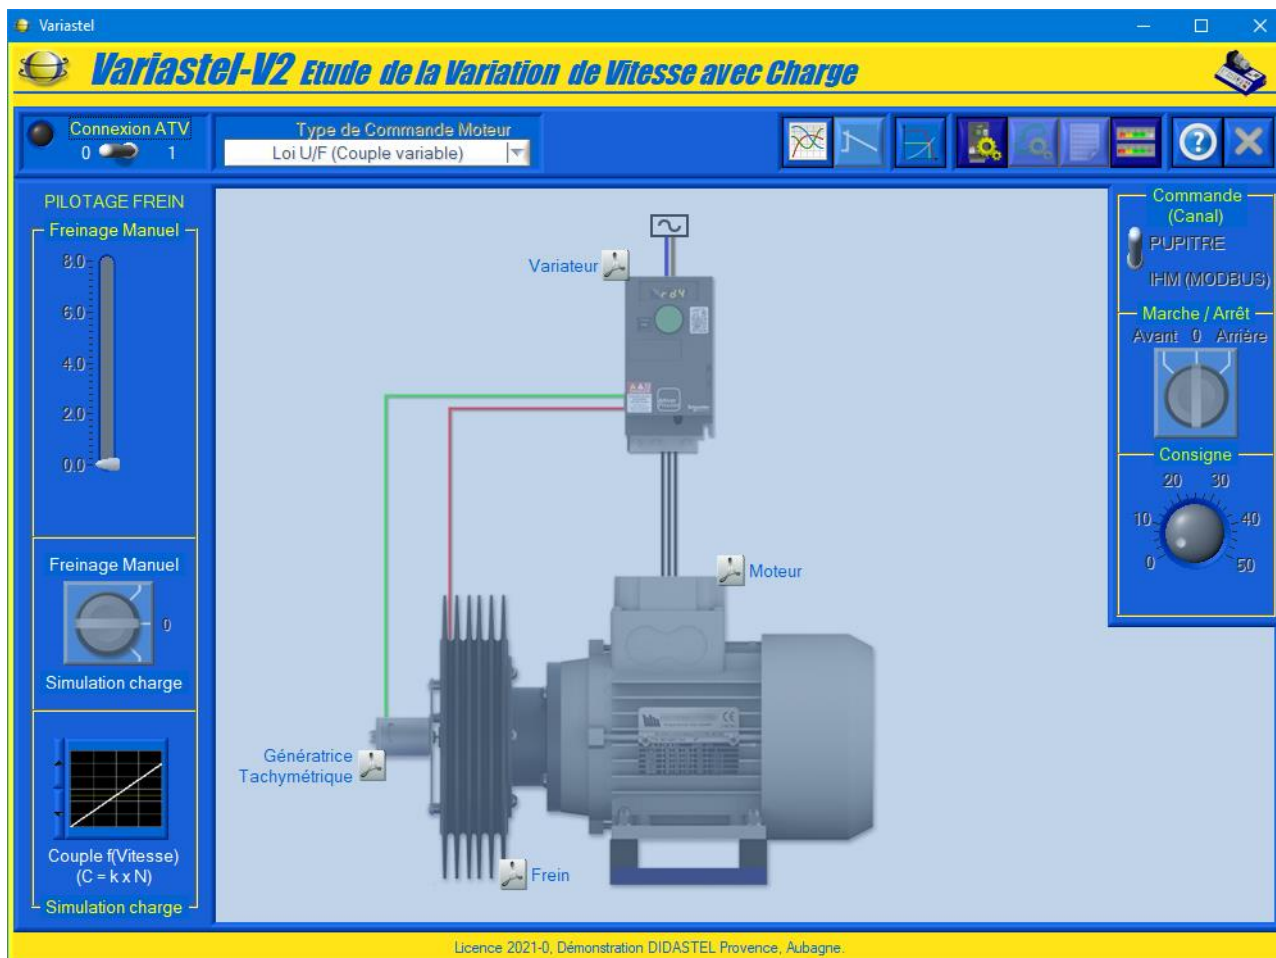 Variastel
Variastel-V2 Etude de la Variation de Vitesse avec Charge
Connexion ATV
0 1
Type de Commande Moteur
Loi U/F (Couple variable)
PILOTAGE FREIN
Freinage Manuel
8.0
6.0
4.0
2.0
0.0
Freinage Manuel
0
Simulation charge
Couple f(Vitesse)
(C = k x N)
Simulation charge
Variateur
rdY
Moteur
Génératrice
Tachymétrique
Frein
Commande
(Canal)
PUPITRE
IHM (MODBUS)
Marche / Arrêt
Avant 0 Arrière
Consigne
20 30
10 40
0 50
Licence 2021-0, Démonstration DIDASTEL Provence, Aubagne.